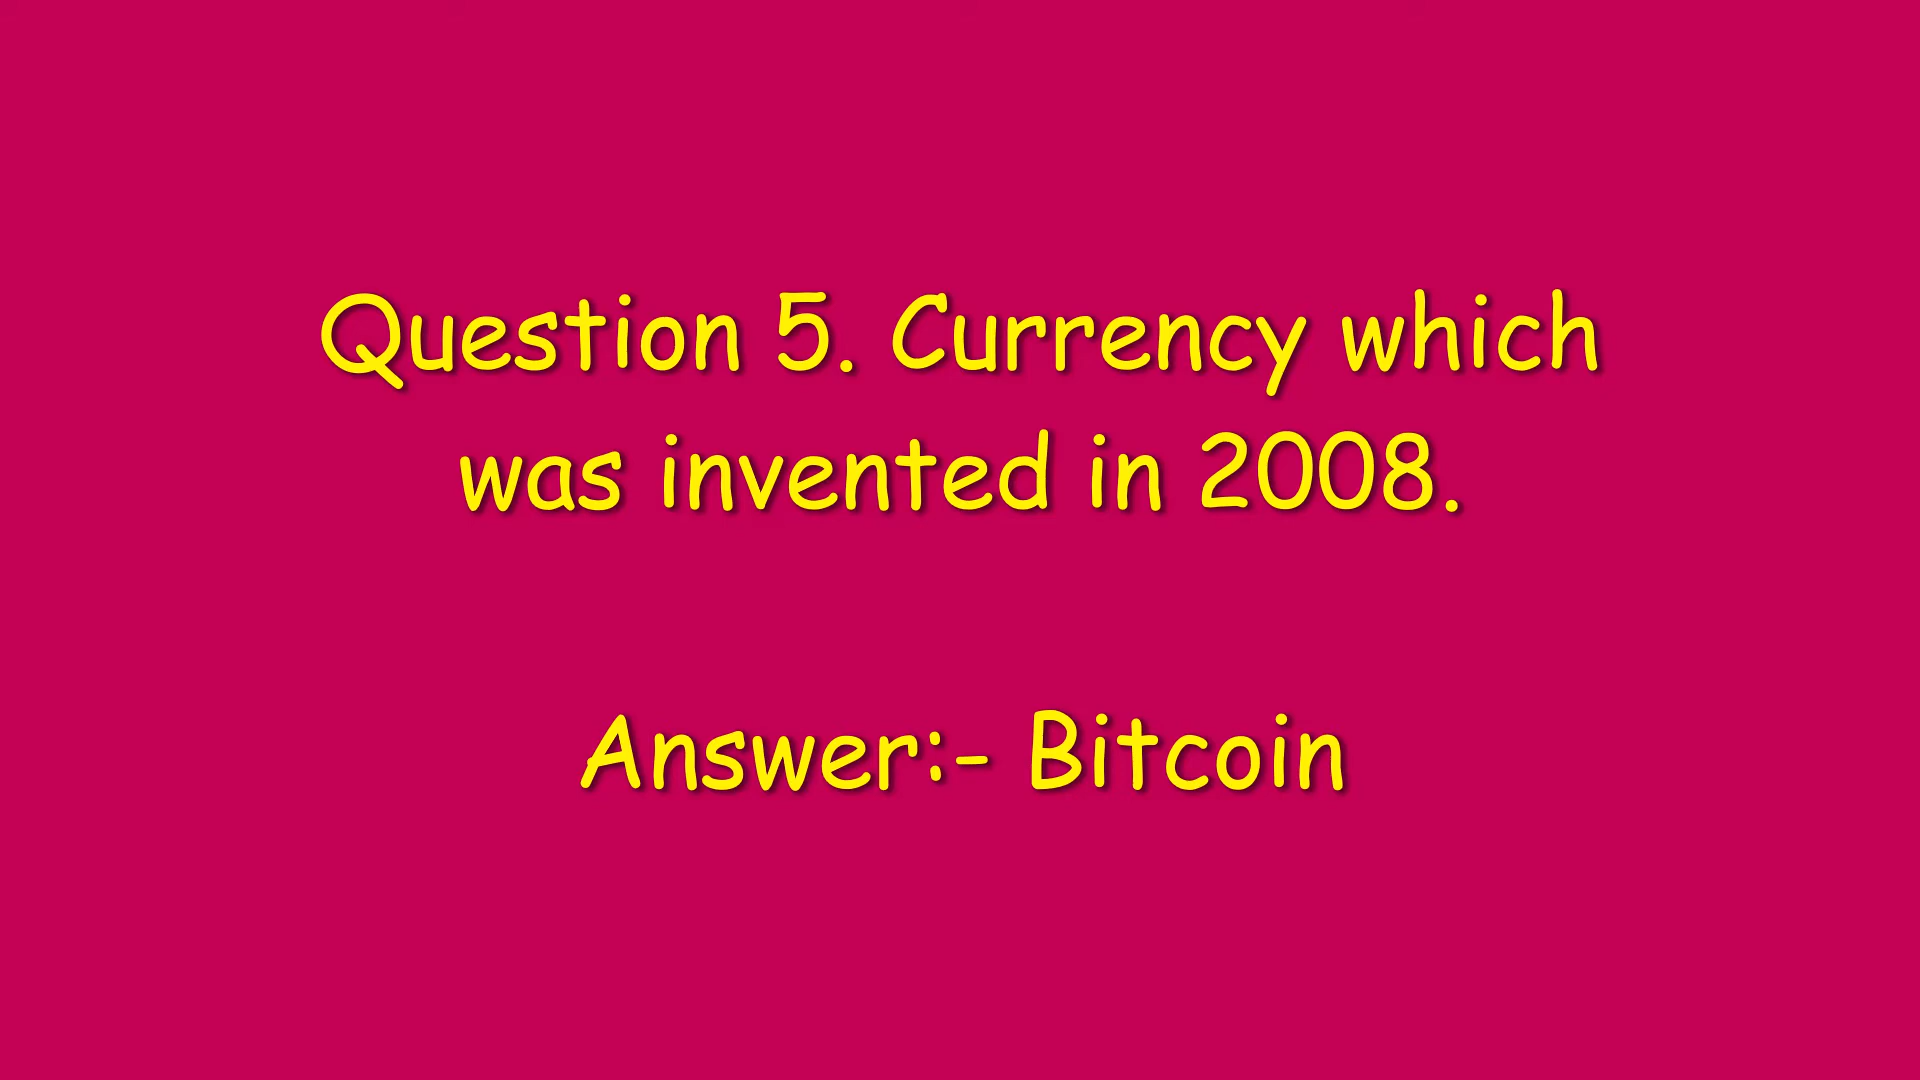 Question 5. Currency which
was invented in 2008.
Answer:- Bitcoin